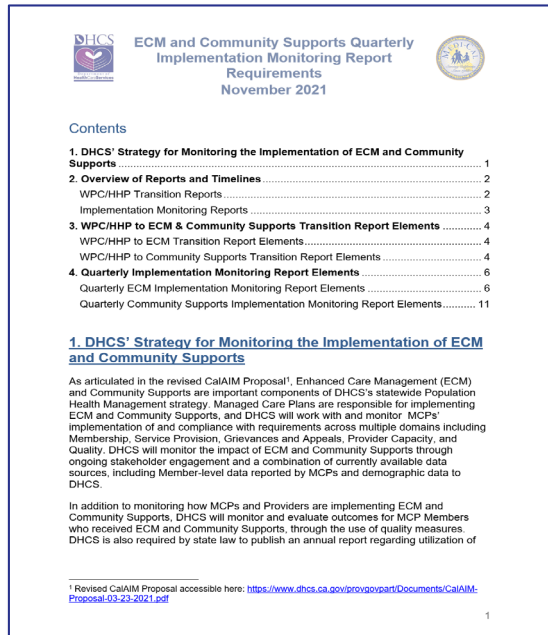 DHCS
HealthCareServices
ECM and Community Supports Quarterly
Implementation Monitoring Report
Requirements
November 2021
MEDI-CAL
Contents
1. DHCS’ Strategy for Monitoring the Implementation of ECM and Community
Supports ........ 1
2. Overview of Reports and Timelines ........ 2
WPC/HHP Transition Reports ........ 2
Implementation Monitoring Reports ........ 3
3. WPC/HHP to ECM & Community Supports Transition Report Elements ........ 4
WPC/HHP to ECM Transition Report Elements ........ 4
WPC/HHP to Community Supports Transition Report Elements ........ 4
4. Quarterly Implementation Monitoring Report Elements ........ 6
Quarterly ECM Implementation Monitoring Report Elements ........ 6
Quarterly Community Supports Implementation Monitoring Report Elements ........ 11
1. DHCS’ Strategy for Monitoring the Implementation of ECM
and Community Supports
As articulated in the revised CalAIM Proposal1, Enhanced Care Management (ECM)
and Community Supports are important components of DHCS’s statewide Population
Health Management strategy. Managed Care Plans are responsible for implementing
ECM and Community Supports, and DHCS will work with and monitor MCPs’
implementation of and compliance with requirements across multiple domains including
Membership, Service Provision, Grievances and Appeals, Provider Capacity, and
Quality. DHCS will monitor the impact of ECM and Community Supports through
ongoing stakeholder engagement and a combination of currently available data
sources, including Member-level data reported by MCPs and demographic data to
DHCS.
In addition to monitoring how MCPs and Providers are implementing ECM and
Community Supports, DHCS will monitor and evaluate outcomes for MCP Members
who received ECM and Community Supports, through the use of quality measures.
DHCS is also required by state law to publish an annual report regarding utilization of
1 Revised CalAIM Proposal accessible here: https://www.dhcs.ca.gov/provgovpart/Documents/CalAIM-
Proposal-03-23-2021.pdf
1